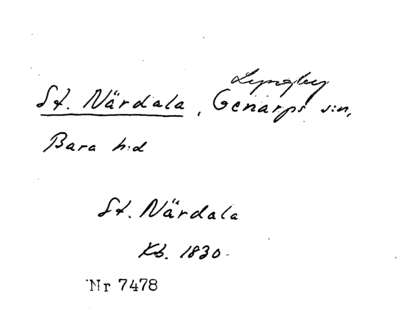 Lyngby
St. Närdala, Genarps s:n,
Bara h:d
St. Närdala
Kb. 1830.
Nr 7478